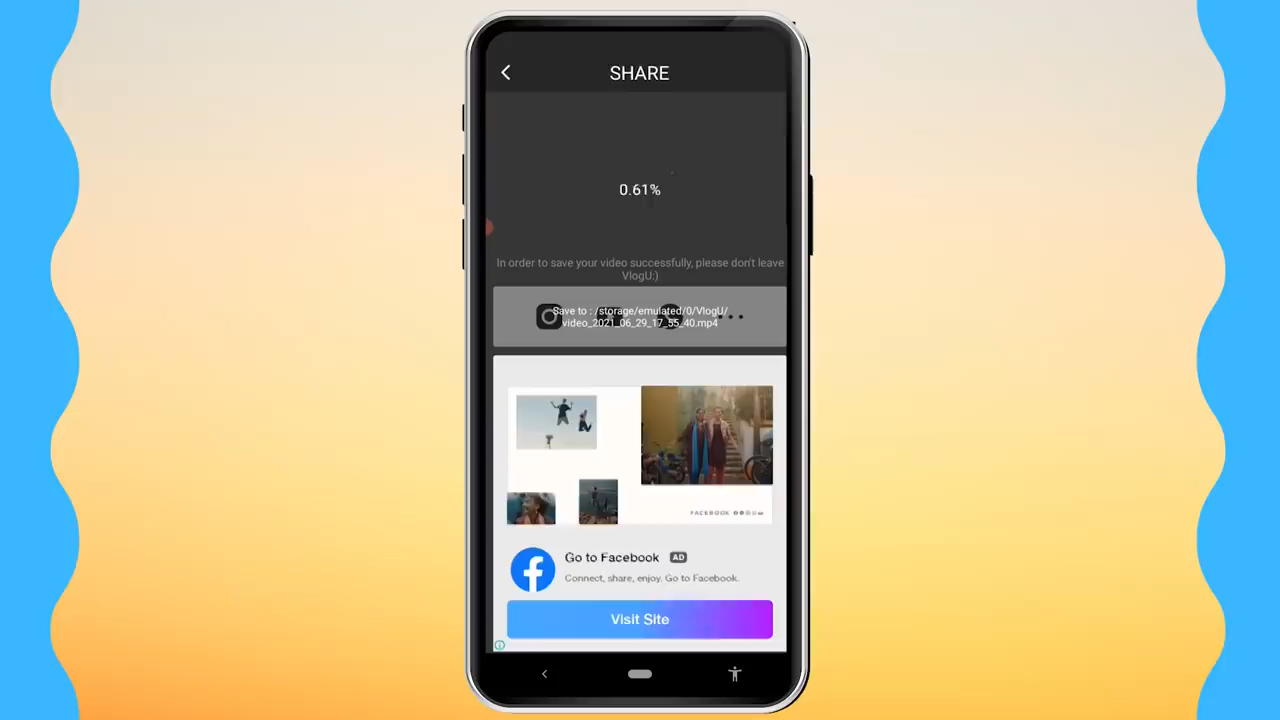 SHARE
0.61%
In order to save your video successfully, please don't leave
VlogU:)
Save to : /storage/emulated/0/VlogU/
video_2021_06_29_17_55_40.mp4
FACEBOOK
Go to Facebook AD
Connect, share, enjoy. Go to Facebook.
Visit Site